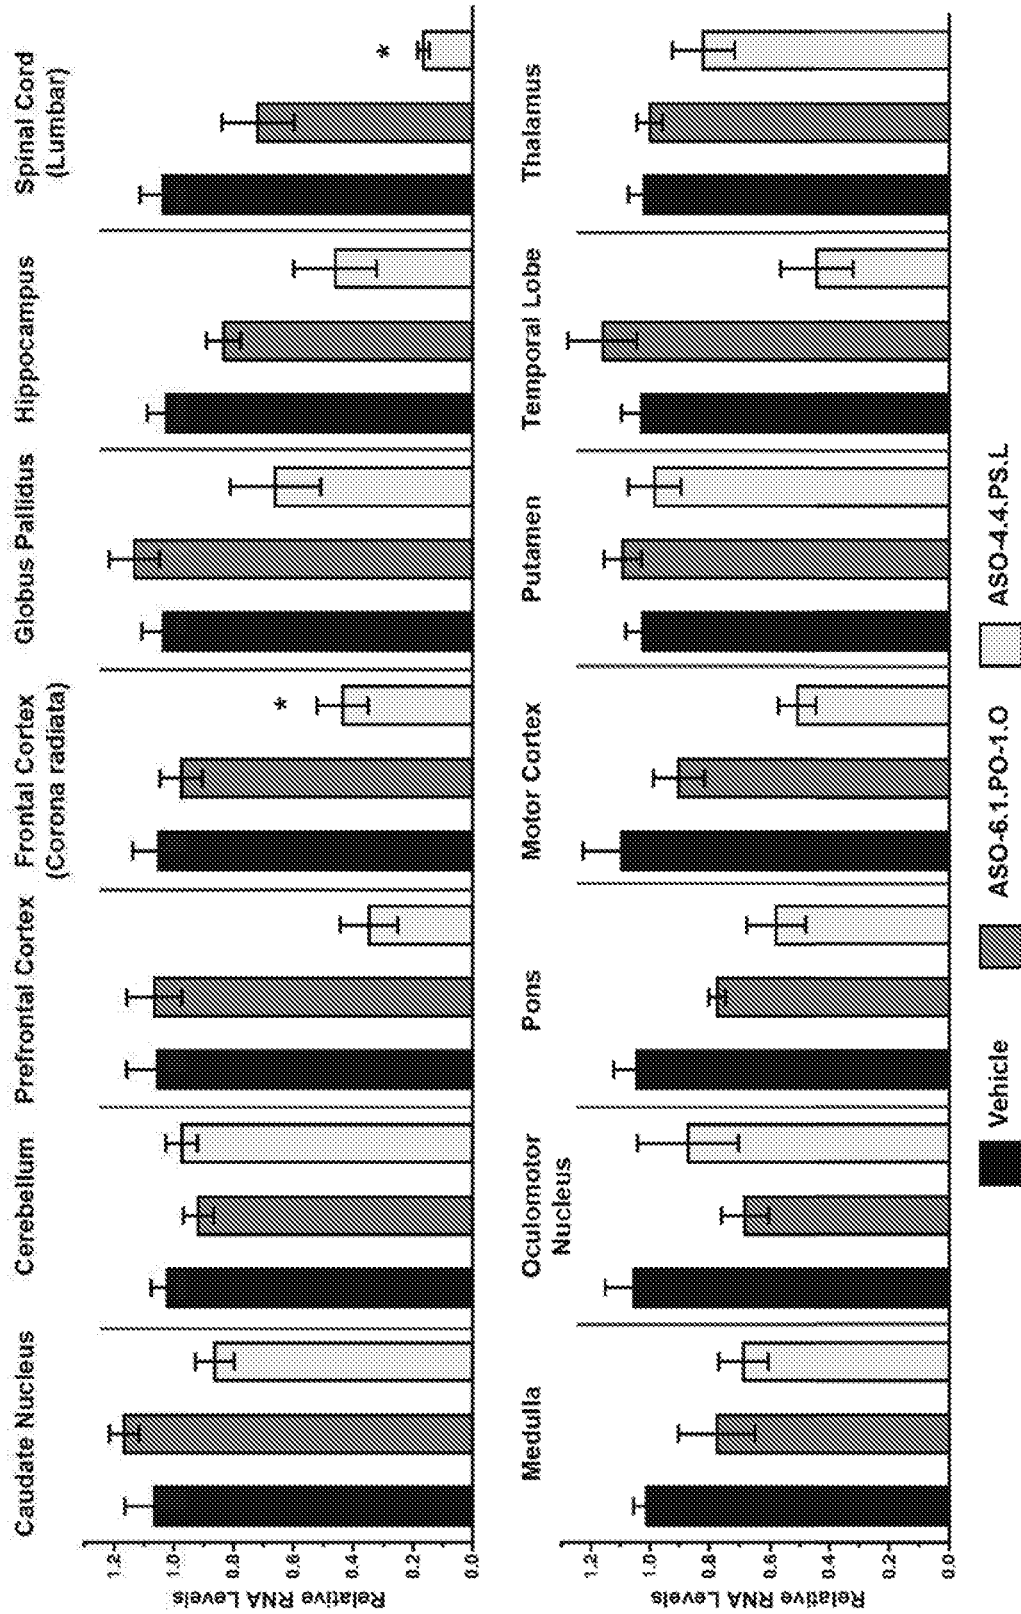 Caudate Nucleus
Cerebellum
Prefrontal Cortex
Frontal Cortex
(Corona radiata)
Globus Pallidus
Hippocampus
Spinal Cord
(Lumbar)
Relative RNA Levels
1.2
1.0
0.8
0.6
0.4
0.2
0.0
*
*
Medulla
Oculomotor
Nucleus
Pons
Motor Cortex
Putamen
Temporal Lobe
Thalamus
Relative RNA Levels
1.2
1.0
0.8
0.6
0.4
0.2
0.0
Vehicle
ASO-6.1.PO-1.O
ASO-4.4.PS.L